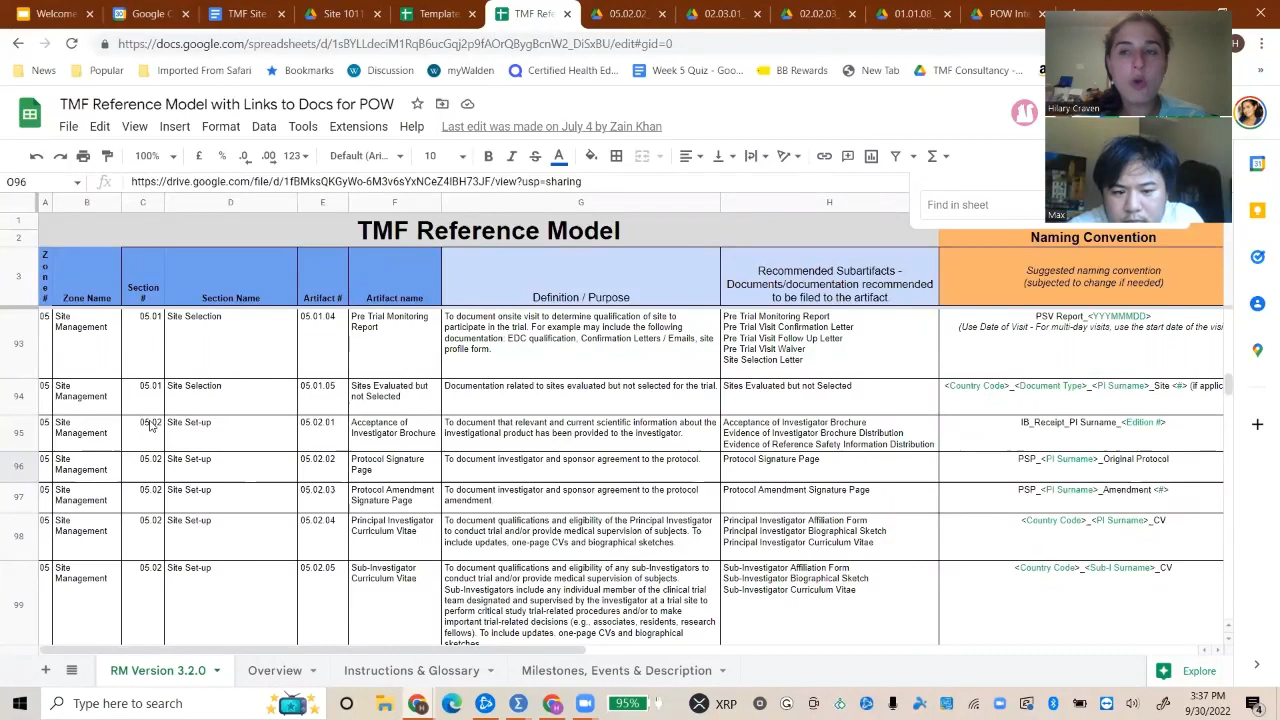 Site 101
Template
TMF Refe
05.02.02
02.03.01
02.02.03
01.01.08
POW Inte
https://docs.google.com/spreadsheets/d/1sBYLLdeciM1RqB6ucGqj2p9fAOrQBygBcnW2_DiSxBU/edit#gid=0
News
Popular
Imported From Safari
Bookmarks
Discussion
myWalden
Certified Health Ed...
Week 5 Quiz - Goo...
BB Rewards
New Tab
TMF Consultancy -...
Hilary Craven
TMF Reference Model with Links to Docs for POW
File Edit View Insert Format Data Tools Extensions Help Last edit was made on July 4 by Zain Khan
100% £ % .0 .00 123 Default (Ari... 10 B I S A
O96 fx https://drive.google.com/file/d/1fBMksQKGyWo-6M3v6sYxNCeZ4lBH73JF/view?usp=sharing
Find in sheet
Max
A B C D E F G H
1
2
TMF Reference Model
Naming Convention
3
Zone #
Zone Name
Section #
Section Name
Artifact #
Artifact name
Definition / Purpose
Recommended Subartifacts -
Documents/documentation recommended
to be filed to the artifact
Suggested naming convention
(subjected to change if needed)
93
05
Site
Management
05.01
Site Selection
05.01.04
Pre Trial Monitoring
Report
To document onsite visit to determine qualification of site to
participate in the trial. For example may include the following
documentation: EDC qualification, Confirmation Letters / Emails, site
profile form.
Pre Trial Monitoring Report
Pre Trial Visit Confirmation Letter
Pre Trial Visit Follow Up Letter
Pre Trial Visit Waiver
Site Selection Letter
PSV Report_<YYYMMMDD>
(Use Date of Visit - For multi-day visits, use the start date of the visi
94
05
Site
Management
05.01
Site Selection
05.01.05
Sites Evaluated but
not Selected
Documentation related to sites evaluated but not selected for the trial.
Sites Evaluated but not Selected
<Country Code>_<Document Type>_<PI Surname>_Site <#> (if applic
95
05
Site
Management
05.02
Site Set-up
05.02.01
Acceptance of
Investigator Brochure
To document that relevant and current scientific information about the
investigational product has been provided to the investigator.
Acceptance of Investigator Brochure
Evidence of Investigator Brochure Distribution
Evidence of Reference Safety Information Distribution
IB_Receipt_PI Surname_<Edition #>
96
05
Site
Management
05.02
Site Set-up
05.02.02
Protocol Signature
Page
To document investigator and sponsor agreement to the protocol.
Protocol Signature Page
PSP_<PI Surname>_Original Protocol
97
05
Site
Management
05.02
Site Set-up
05.02.03
Protocol Amendment
Signature Page
To document investigator and sponsor agreement to the protocol
amendment.
Protocol Amendment Signature Page
PSP_<PI Surname>_Amendment <#>
98
05
Site
Management
05.02
Site Set-up
05.02.04
Principal Investigator
Curriculum Vitae
To document qualifications and eligibility of the Principal Investigator
to conduct trial and/or provide medical supervision of subjects. To
include updates, one-page CVs and biographical sketches.
Principal Investigator Affiliation Form
Principal Investigator Biographical Sketch
Principal Investigator Curriculum Vitae
<Country Code>_<PI Surname>_CV
99
05
Site
Management
05.02
Site Set-up
05.02.05
Sub-Investigator
Curriculum Vitae
To document qualifications and eligibility of any sub-Investigators to
conduct trial and/or provide medical supervision of subjects.
Sub-Investigators include any individual member of the clinical trial
team designated and supervised by the investigator at a trial site to
perform critical study trial-related procedures and/or to make
important trial-related decisions (e.g., associates, residents, research
fellows). To include updates, one-page CVs and biographical
sketches.
Sub-Investigator Affiliation Form
Sub-Investigator Biographical Sketch
Sub-Investigator Curriculum Vitae
<Country Code>_<Sub-I Surname>_CV
RM Version 3.2.0 Overview Instructions & Glossary Milestones, Events & Description Explore
Type here to search
95%
XRP
3:37 PM
9/30/2022
4